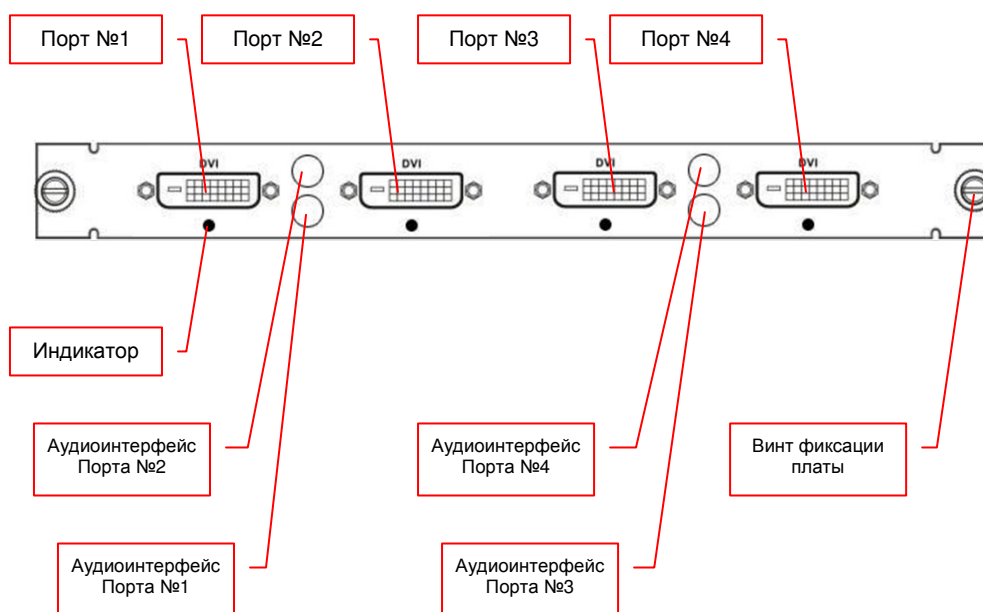 Порт №1
Порт №2
Порт №3
Порт №4
DVI
DVI
DVI
DVI
Индикатор
Аудиоинтерфейс
Порта №2
Аудиоинтерфейс
Порта №4
Винт фиксации
платы
Аудиоинтерфейс
Порта №1
Аудиоинтерфейс
Порта №3